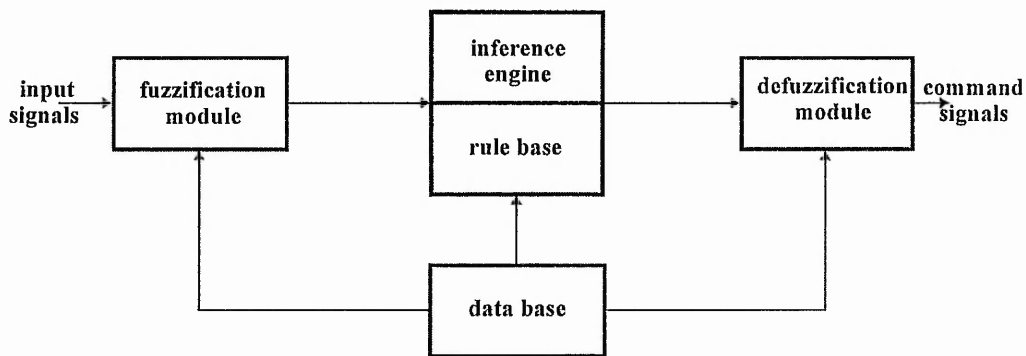 input
signals
fuzzification
module
inference
engine
rule base
defuzzification
module
command
signals
data base